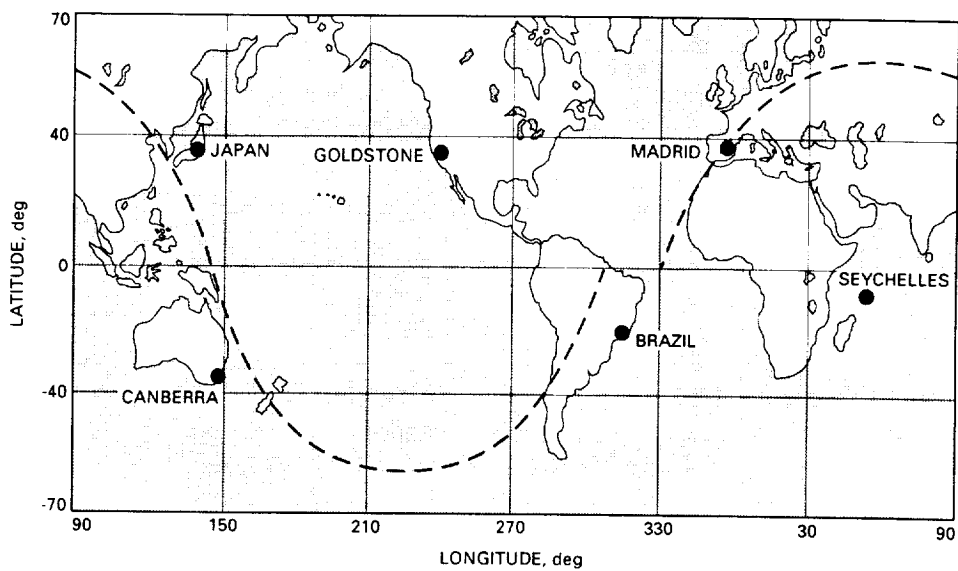 70
40
0
-40
-70
LATITUDE, deg
JAPAN
GOLDSTONE
MADRID
SEYCHELLES
BRAZIL
CANBERRA
90
150
210
270
330
30
90
LONGITUDE, deg